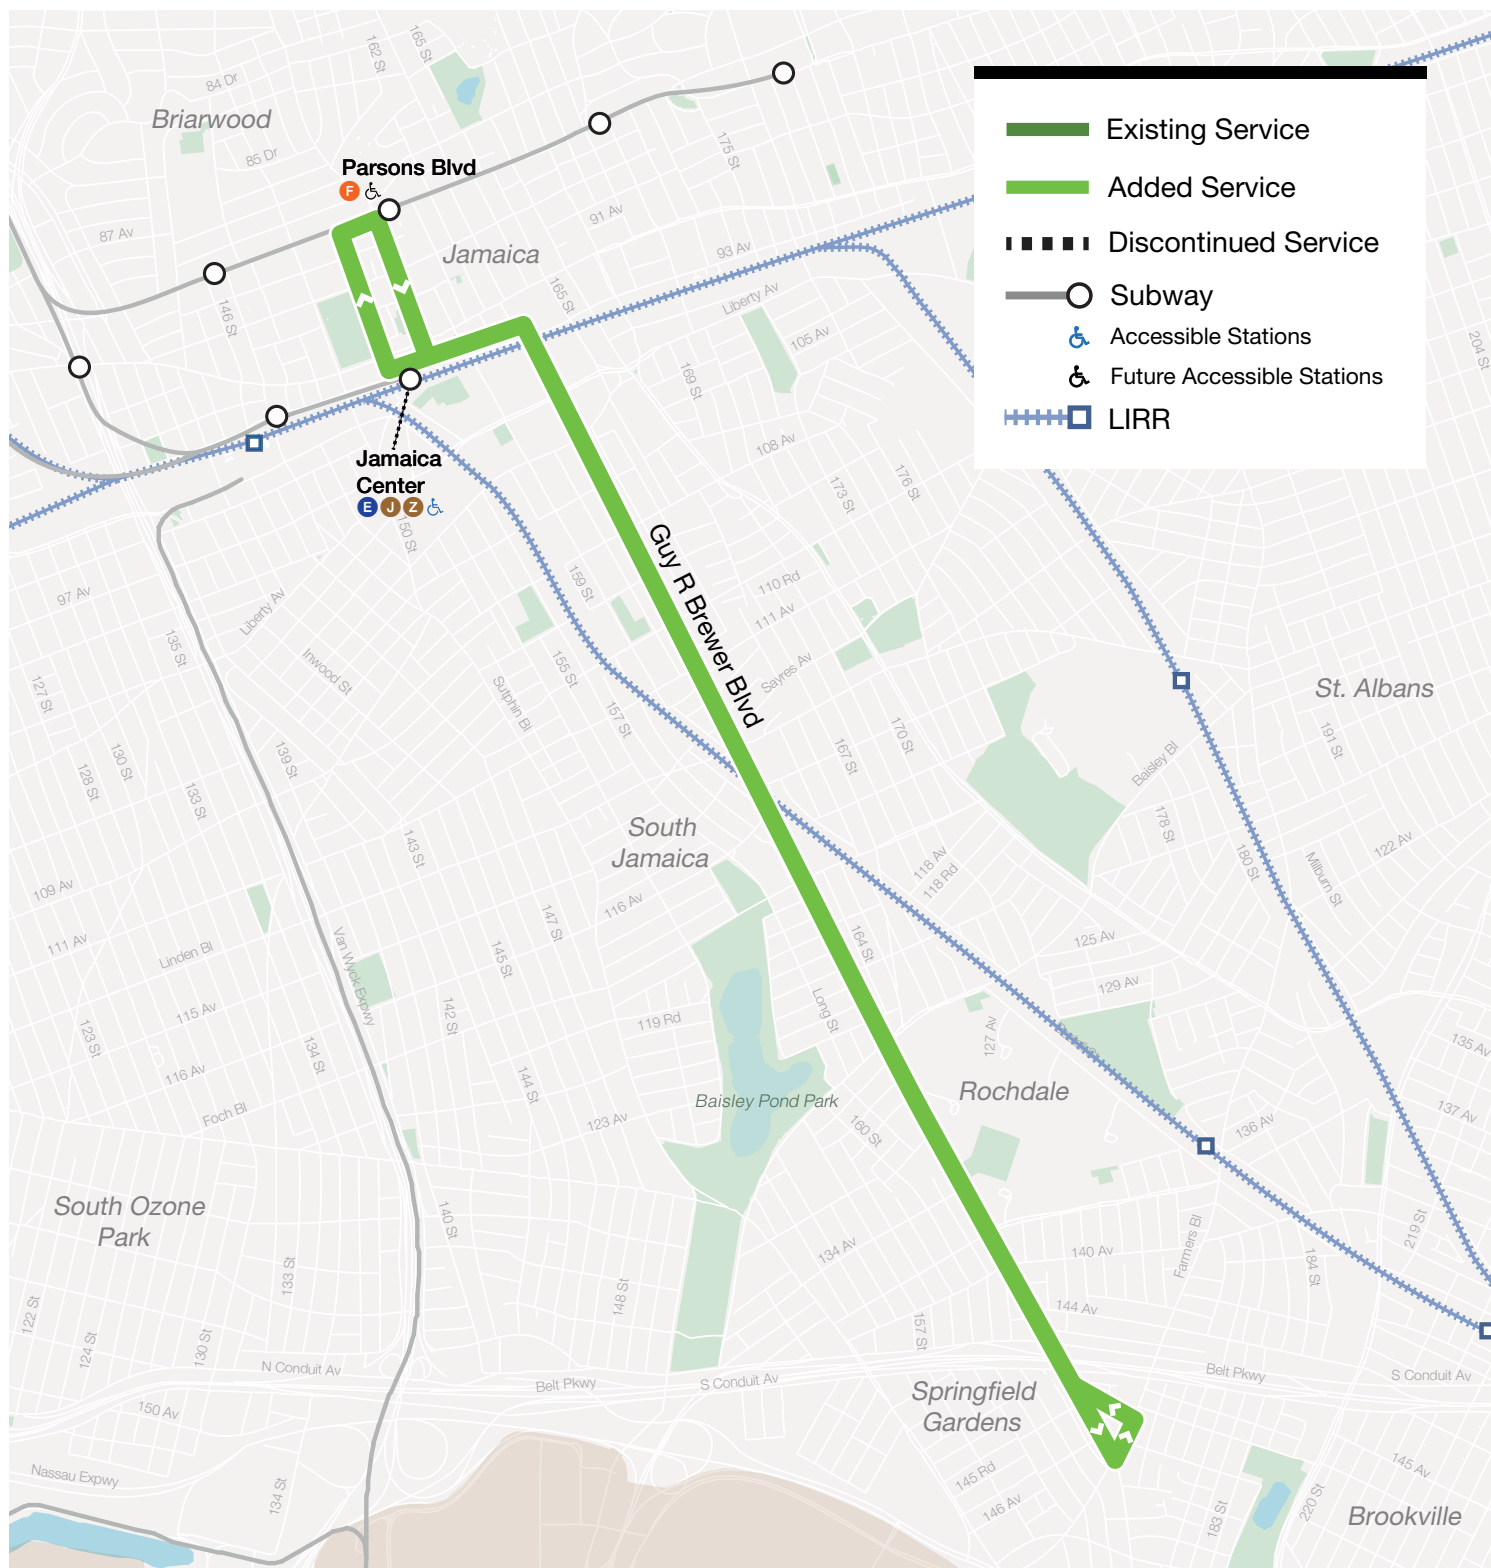 162 St
165 St
84 Dr
Briarwood
85 Dr
175 St
Parsons Blvd
F
87 Av
91 Av
Jamaica
93 Av
146 St
165 St
Liberty Av
105 Av
169 St
204 St
Existing Service
Added Service
Discontinued Service
Subway
Accessible Stations
Future Accessible Stations
LIRR
Jamaica
Center
E J Z
150 St
108 Av
173 St
176 St
Guy R Brewer Blvd
97 Av
Liberty Av
159 St
110 Rd
111 Av
135 St
Inwood St
155 St
Sayres Av
127 St
Sutphin Bl
157 St
St. Albans
170 St
167 St
191 St
130 St
139 St
128 St
133 St
Baisley Bl
178 St
South
Jamaica
143 St
122 Av
180 St
118 Av
118 Rd
Milburn St
109 Av
116 Av
147 St
111 Av
Linden Bl
Van Wyck Expwy
145 St
164 St
125 Av
129 Av
115 Av
142 St
119 Rd
Long St
127 Av
123 St
134 St
135 Av
116 Av
144 St
Rochdale
Baisley Pond Park
Foch Bl
123 Av
160 St
136 Av
137 Av
South Ozone
Park
140 St
134 Av
140 Av
Farmers Bl
219 St
133 St
148 St
184 St
122 St
144 Av
157 St
124 St
130 St
N Conduit Av
Belt Pkwy
S Conduit Av
Belt Pkwy
S Conduit Av
150 Av
Springfield
Gardens
Nassau Expwy
134 St
145 Rd
146 Av
145 Av
183 St
220 St
Brookville